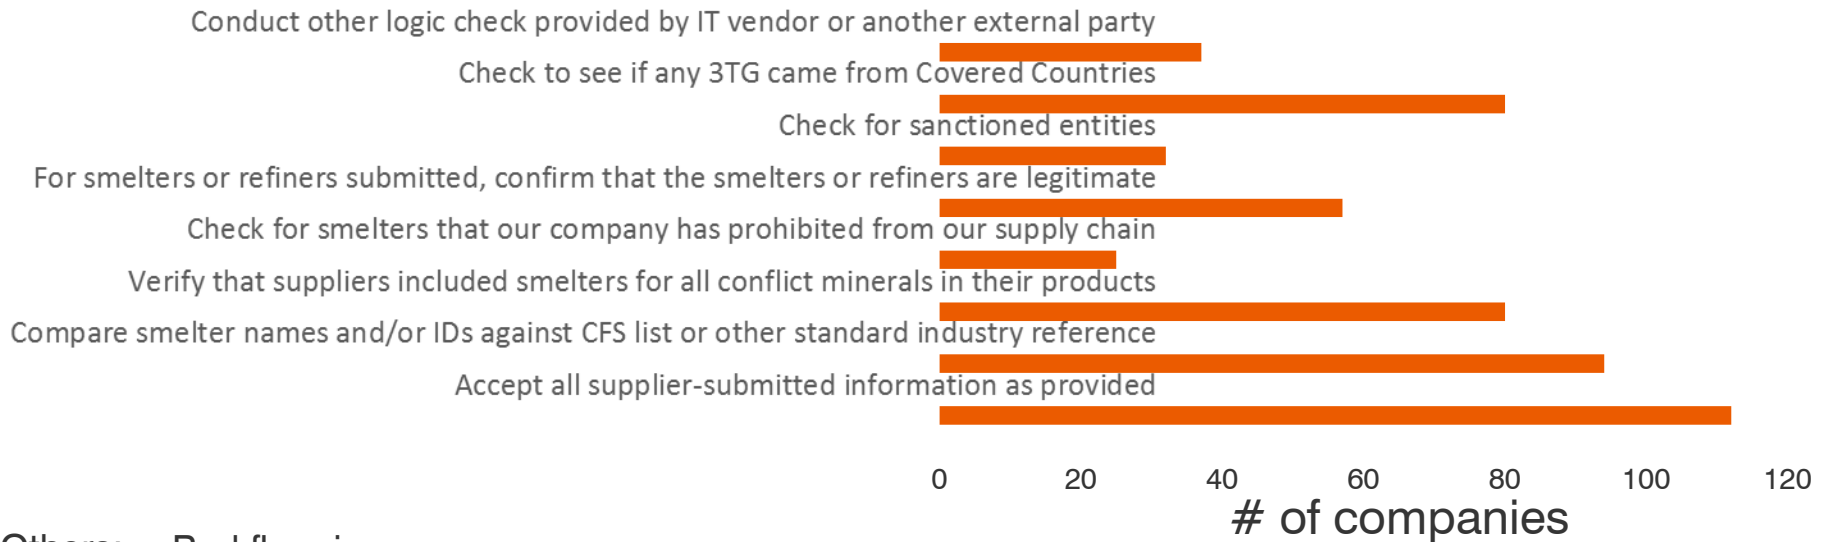 Conduct other logic check provided by IT vendor or another external party
Check to see if any 3TG came from Covered Countries
Check for sanctioned entities
For smelters or refiners submitted, confirm that the smelters or refiners are legitimate
Check for smelters that our company has prohibited from our supply chain
Verify that suppliers included smelters for all conflict minerals in their products
Compare smelter names and/or IDs against CFS list or other standard industry reference
Accept all supplier-submitted information as provided
0 20 40 60 80 100 120
# of companies